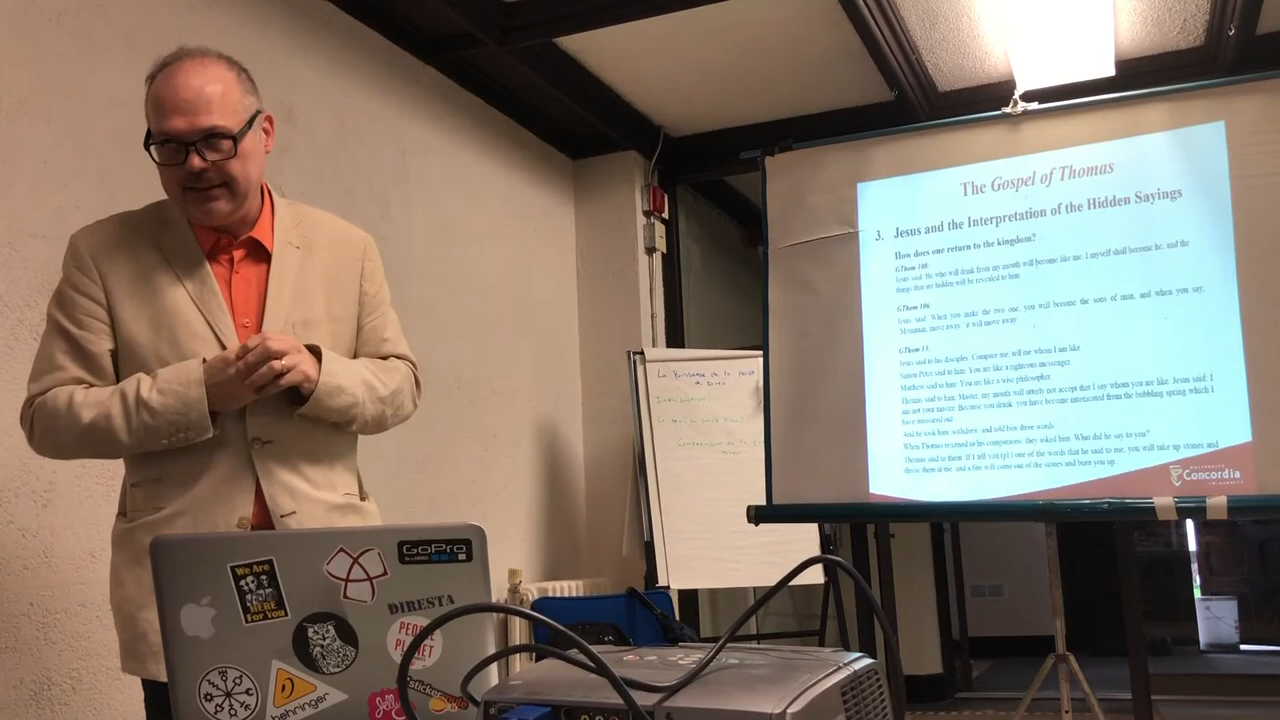 The Gospel of Thomas
3. Jesus and the Interpretation of the Hidden Sayings
How does one return to the kingdom?
GThom 108:
Jesus said: He who will drink from my mouth will become like me. I myself shall become he, and the
things that are hidden will be revealed to him.
GThom 106:
Jesus said: When you make the two one, you will become the sons of man, and when you say,
Mountain, move away, it will move away.
GThom 13:
Jesus said to his disciples. Compare me, tell me whom I am like.
Simon Peter said to him: You are like a righteous messenger.
Matthew said to him: You are like a wise philosopher.
Thomas said to him: Master, my mouth will utterly not accept that I say whom you are like. Jesus said: I
am not your master. Because you drink, you have become intoxicated from the bubbling spring which I
have measured out.
And he took him, withdrew, and told him three words.
When Thomas returned to his companions, they asked him: What did he say to you?
Thomas said to them: If I tell you (pl.) one of the words that he said to me, you will take up stones and
throw them at me, and a fire will come out of the stones and burn you up.
UNIVERSITÉ
Concordia
UNIVERSITY
La Puissance de la
de Dieu
GoPro
We Are
HERE
For You
DIRESTA
PEOPLE
PLANET
behringer
Jelly
sticker